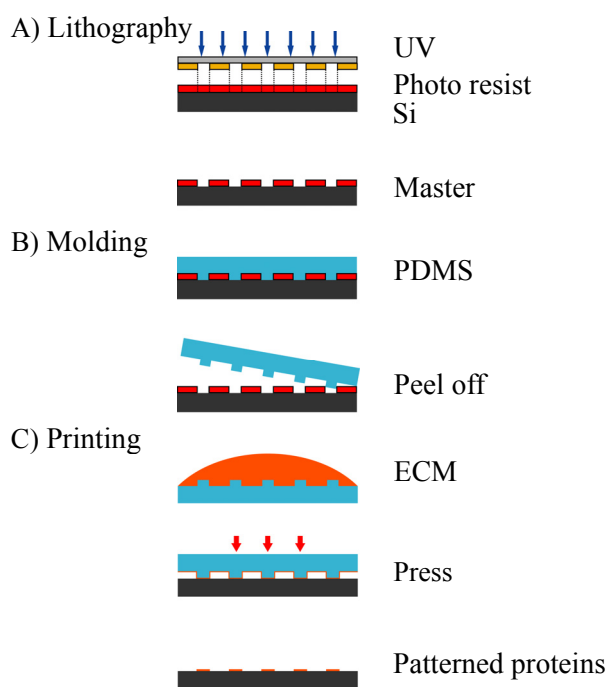 A) Lithography
UV
Photo resist
Si
Master
B) Molding
PDMS
Peel off
C) Printing
ECM
Press
Patterned proteins